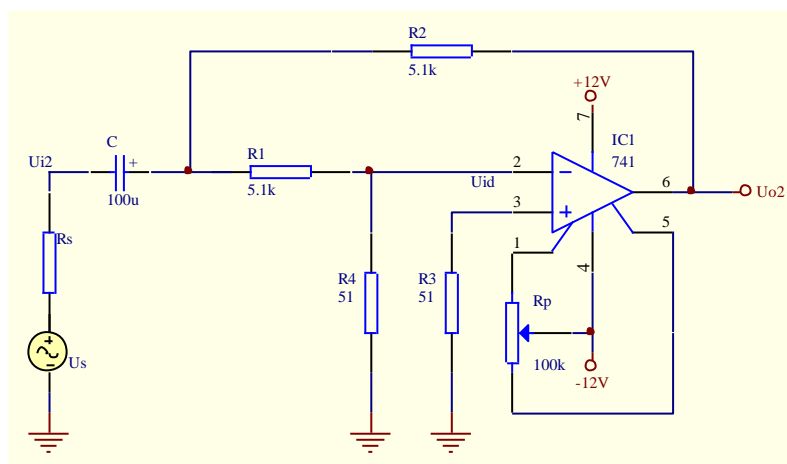 R2
5.1k
+12V
7
C
+
IC1
741
Ui2
R1
2
−
100u
5.1k
Uid
6
Uo2
3
+
5
Rs
1
4
R4
51
R3
51
Rp
+
−
Us
100k
-12V